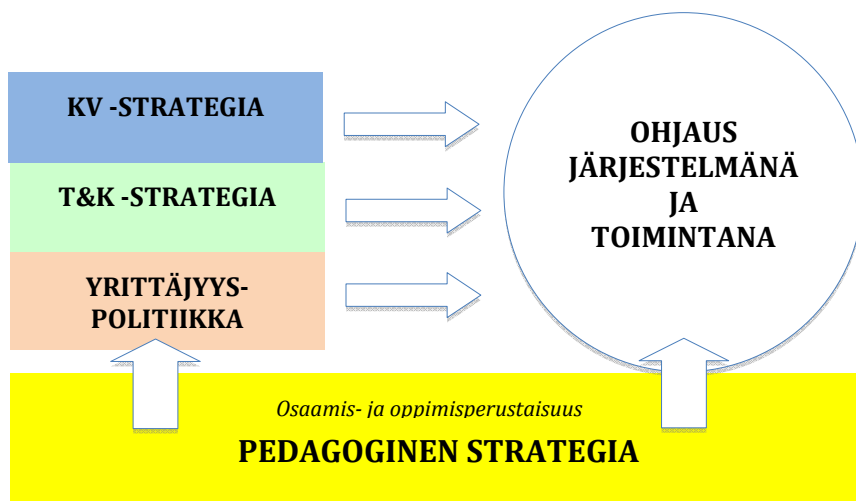 KV -STRATEGIA
T&K -STRATEGIA
YRITTÄJYYS-
POLITIIKKA
OHJAUS
JÄRJESTELMÄNÄ
JA
TOIMINTANA
Osaamis- ja oppimisperustaisuus
PEDAGOGINEN STRATEGIA